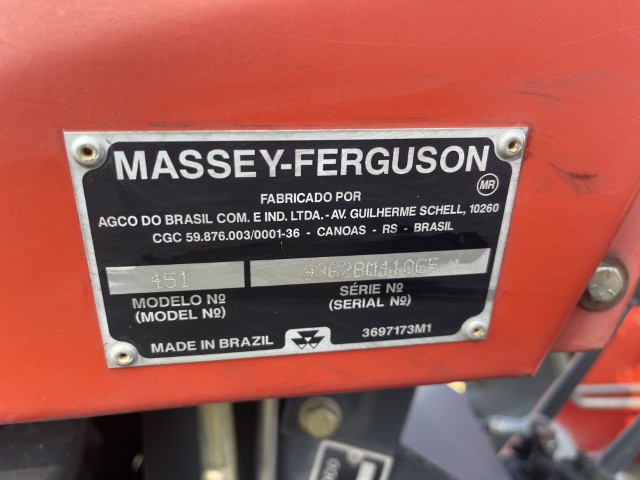 MASSEY-FERGUSON
MR
FABRICADO POR
AGCO DO BRASIL COM. E IND. LTDA.-AV. GUILHERME SCHELL, 10260
CGC 59.876.003/0001-36 - CANOAS - RS - BRASIL
451
MODELO Nº
(MODEL Nº)
SÉRIE Nº
(SERIAL Nº)
MADE IN BRAZIL
3697173M1